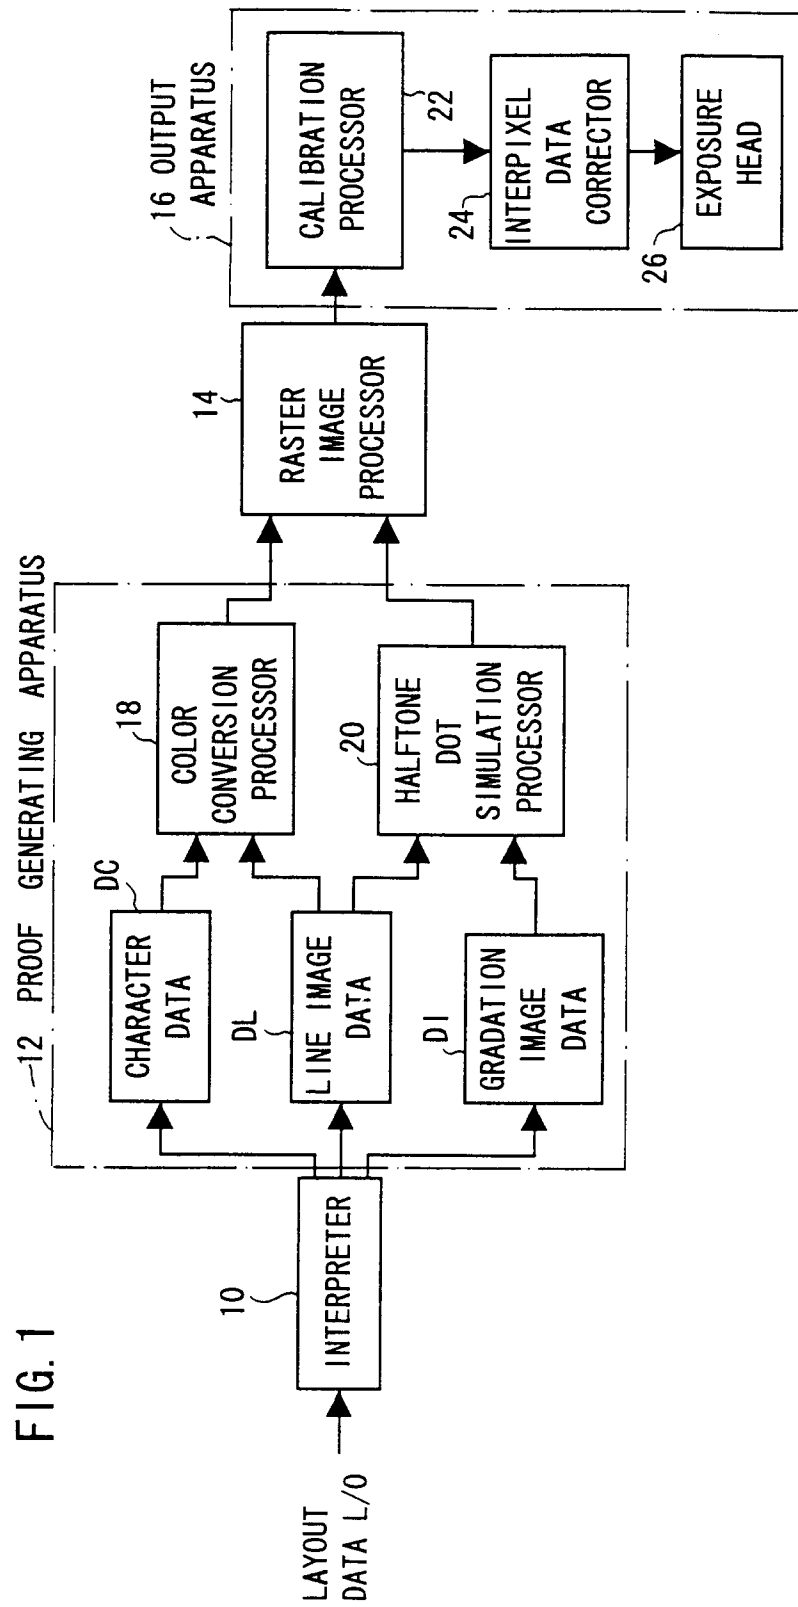 FIG. 1
LAYOUT
DATA L/O
10
INTERPRETER
12 PROOF GENERATING APPARATUS
DC
CHARACTER
DATA
DL
LINE IMAGE
DATA
DI
GRADATION
IMAGE
DATA
18
COLOR
CONVERSION
PROCESSOR
20
HALFTONE
DOT
SIMULATION
PROCESSOR
14
RASTER
IMAGE
PROCESSOR
16 OUTPUT
APPARATUS
CALIBRATION
PROCESSOR
22
24
INTERPIXEL
DATA
CORRECTOR
26
EXPOSURE
HEAD